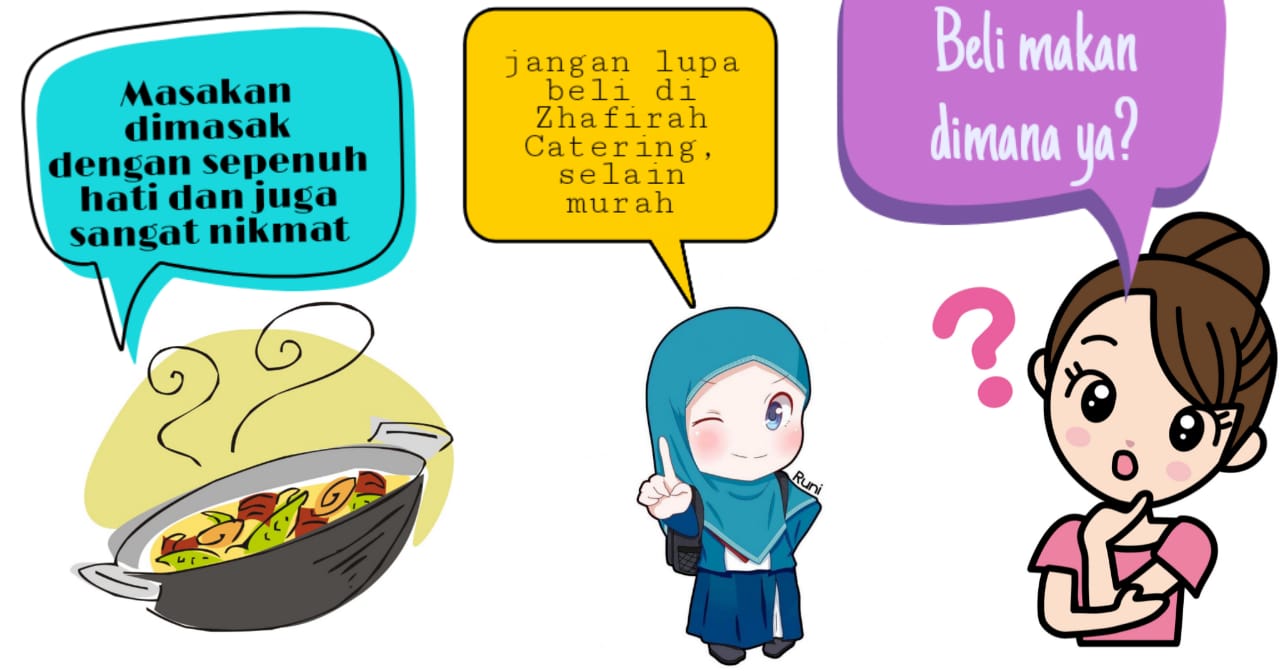 Masakan
dimasak
dengan sepenuh
hati dan juga
sangat nikmat
jangan lupa
beli di
Zhafirah
Catering,
selain
murah
Beli makan
dimana ya?
?
Runi